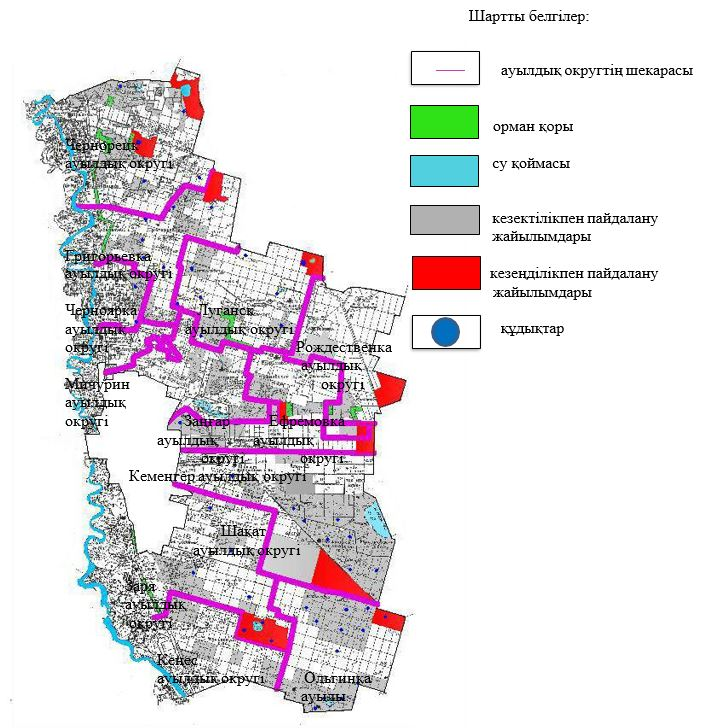 Шартты белгілер:
ауылдық округтің шекарасы
орман қоры
су қоймасы
кезектілікпен пайдалану
жайылымдары
кезеңділікпен пайдалану
жайылымдары
құдықтар
Чернорецк
ауылдық округі
Григорьевка
ауылдық округі
Черноярка
ауылдық
округі
Луганск
ауылдық округі
Рождественка
ауылдық
округі
Мичурин
ауылдық
округі
Заңғар
ауылдық
округі
Ефремовка
ауылдық
округі
Кемеңгер ауылдық округі
Шақат
ауылдық округі
Заря
ауылдық
округі
Кеңес
ауылдық округі
Ольгинка
ауылы